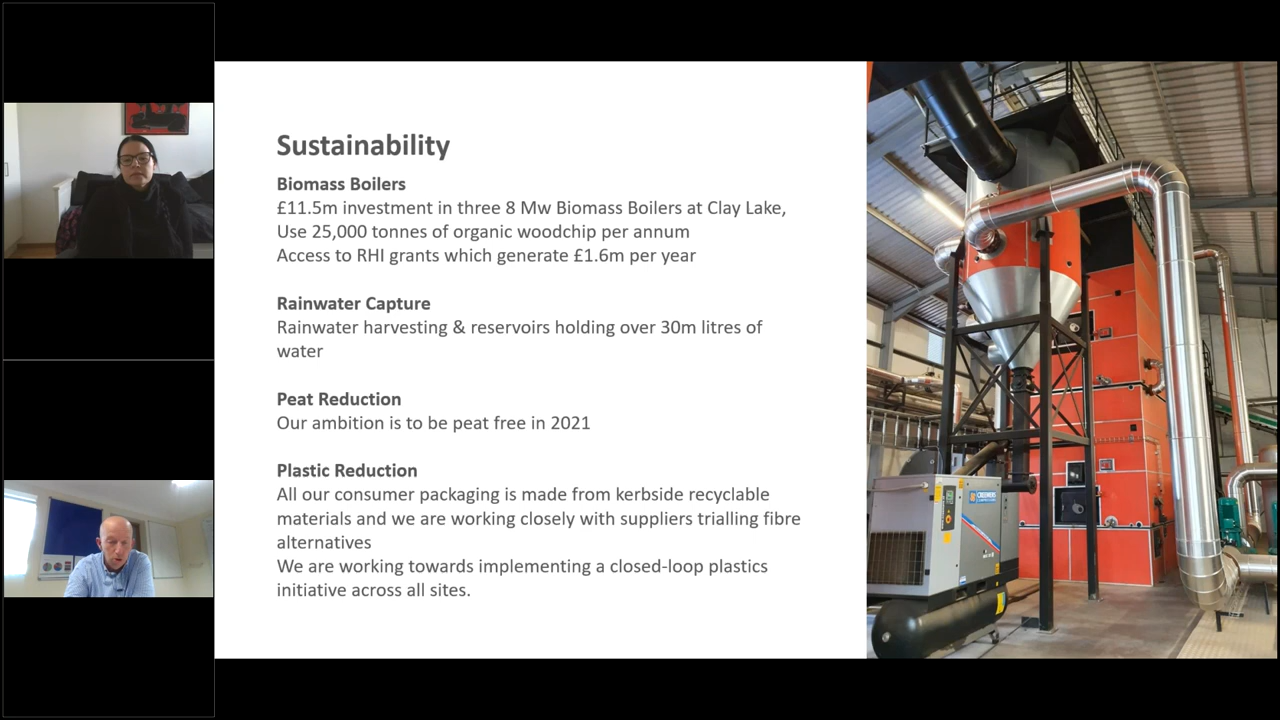 Sustainability
Biomass Boilers
£11.5m investment in three 8 Mw Biomass Boilers at Clay Lake,
Use 25,000 tonnes of organic woodchip per annum
Access to RHI grants which generate £1.6m per year
Rainwater Capture
Rainwater harvesting & reservoirs holding over 30m litres of
water
Peat Reduction
Our ambition is to be peat free in 2021
Plastic Reduction
All our consumer packaging is made from kerbside recyclable
materials and we are working closely with suppliers trialling fibre
alternatives
We are working towards implementing a closed-loop plastics
initiative across all sites.